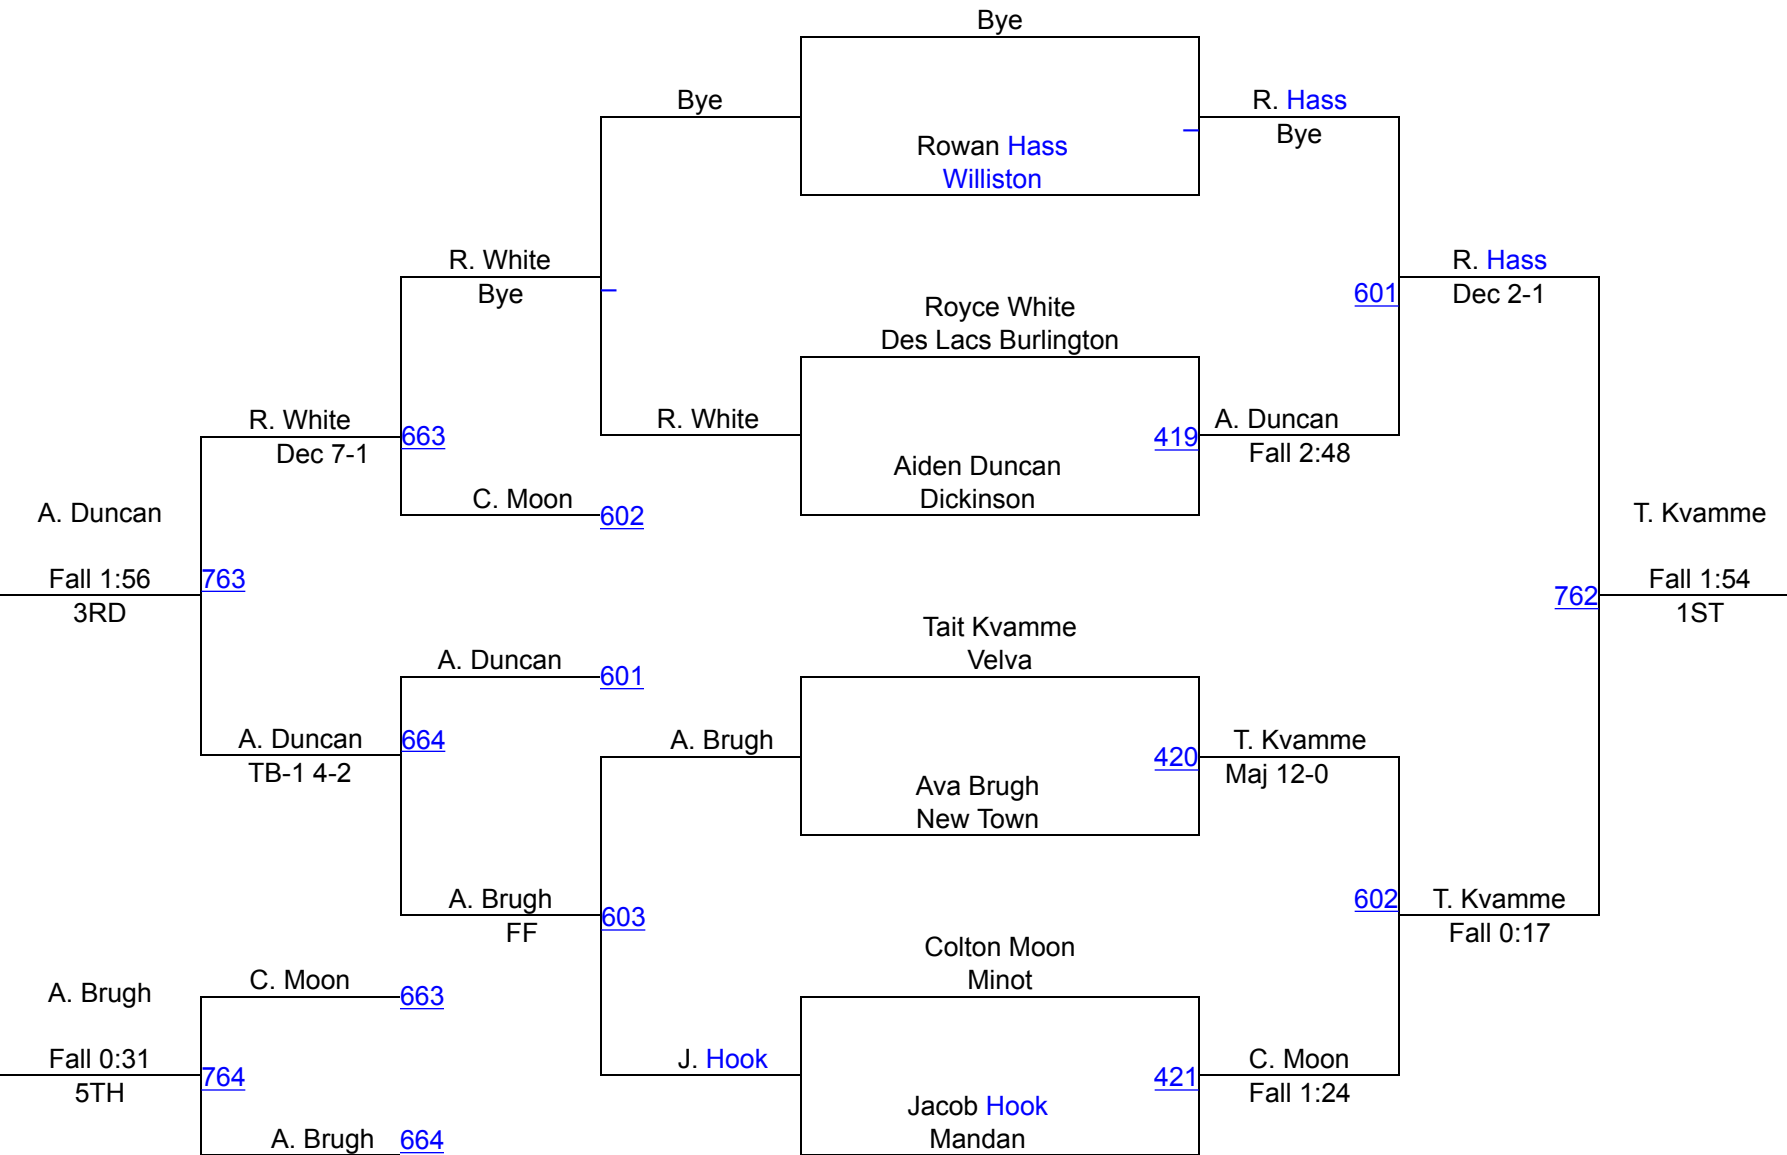 Bye
Bye
R. Hass
Bye
Rowan Hass
Williston
R. White
Bye
R. Hass
Dec 2-1
601
Royce White
Des Lacs Burlington
R. White
Dec 7-1
663
R. White
419
A. Duncan
Fall 2:48
Aiden Duncan
Dickinson
C. Moon
602
A. Duncan
Fall 1:56
3RD
763
T. Kvamme
Fall 1:54
1ST
762
Tait Kvamme
Velva
A. Duncan
601
A. Duncan
TB-1 4-2
664
A. Brugh
420
T. Kvamme
Maj 12-0
Ava Brugh
New Town
A. Brugh
FF
603
602
T. Kvamme
Fall 0:17
Colton Moon
Minot
A. Brugh
Fall 0:31
5TH
C. Moon
663
764
J. Hook
421
C. Moon
Fall 1:24
Jacob Hook
Mandan
A. Brugh
664